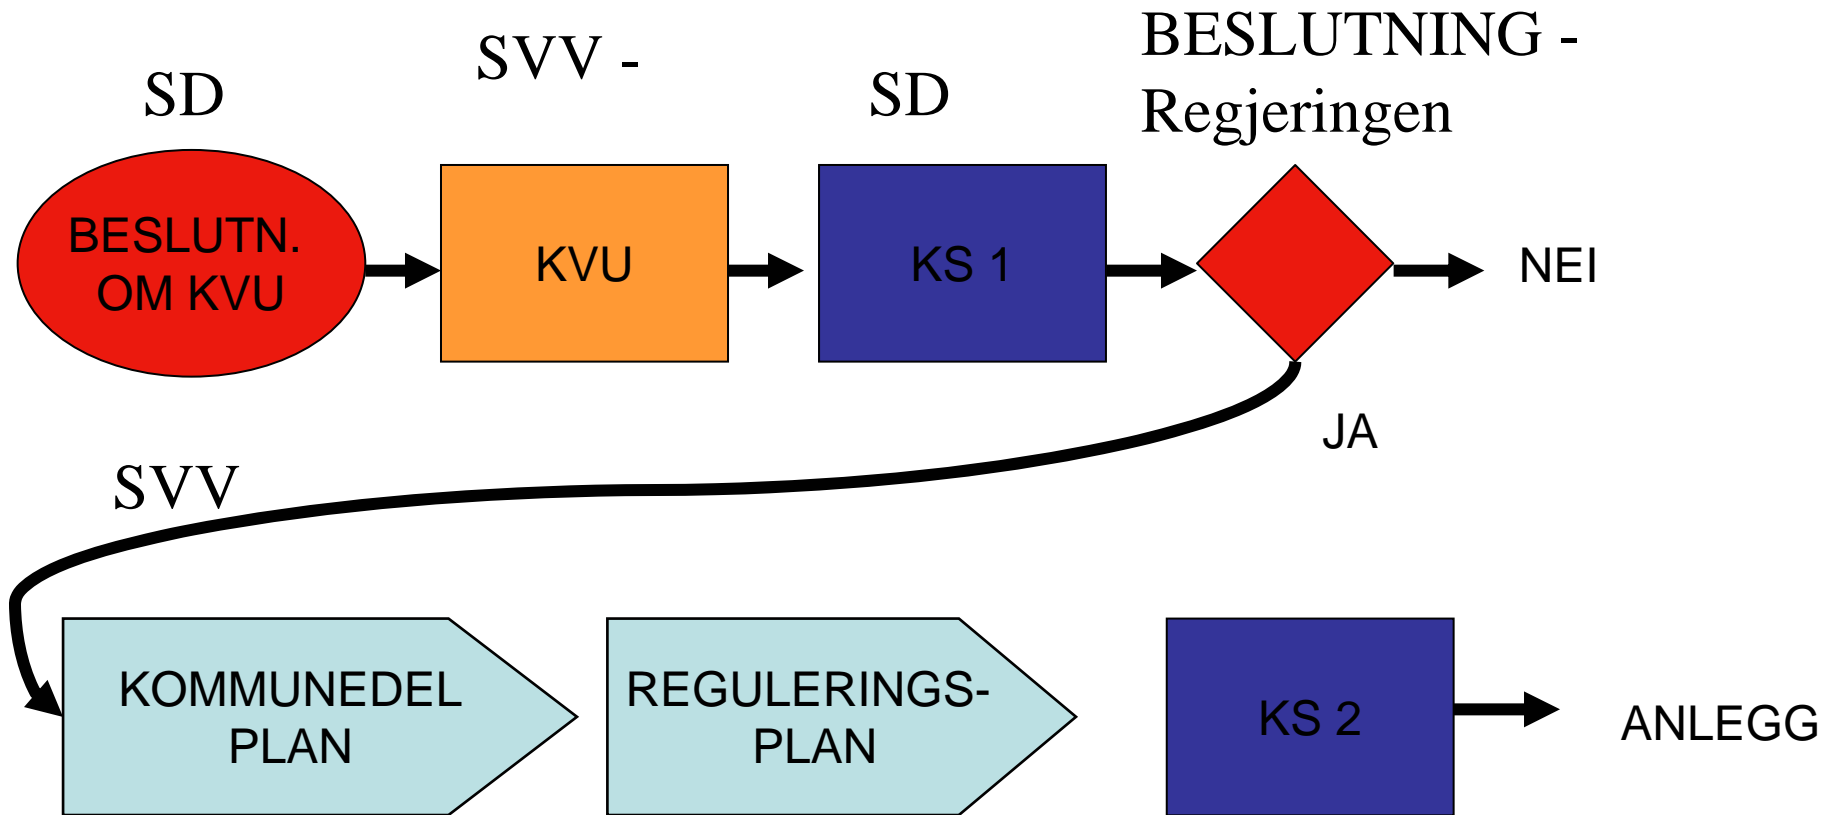 SD
SVV -
SD
BESLUTNING -
Regjeringen
BESLUTN.
OM KVU
KVU
KS 1
NEI
JA
SVV
KOMMUNEDEL
PLAN
REGULERINGS-
PLAN
KS 2
ANLEGG